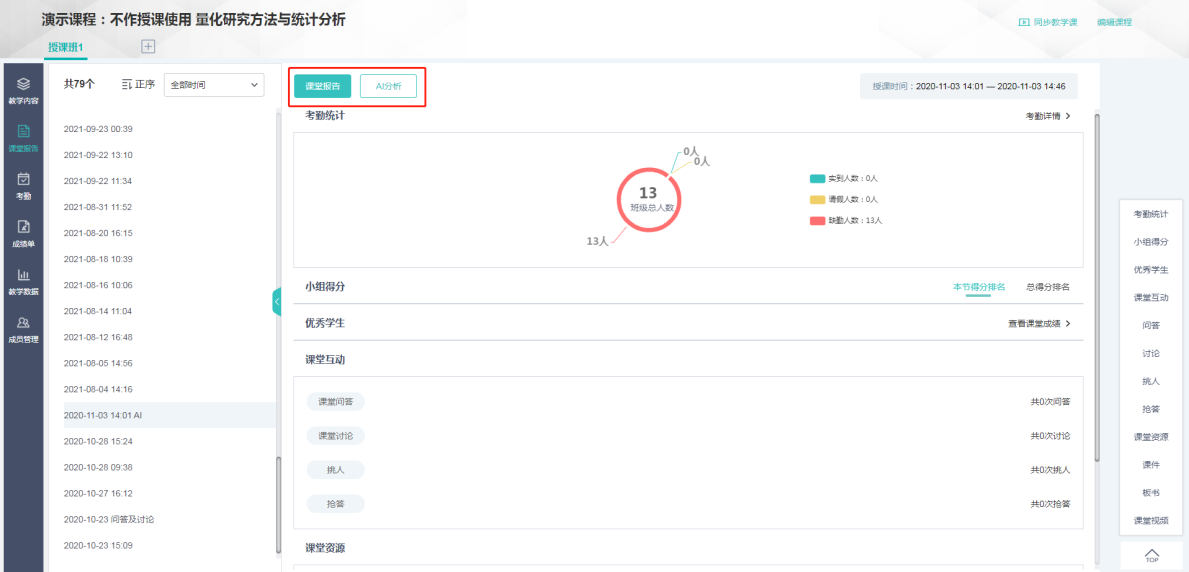 演示课程：不作授课使用 量化研究方法与统计分析
同步教学课
编辑课程
授课班1
教学内容
课堂报告
考勤
成绩单
教学数据
成员管理
共79个
正序
全部时间
2021-09-23 00:39
2021-09-22 13:10
2021-09-22 11:34
2021-08-31 11:52
2021-08-20 16:15
2021-08-18 10:39
2021-08-16 10:06
2021-08-14 11:04
2021-08-12 16:48
2021-08-05 14:56
2021-08-04 14:16
2020-11-03 14:01 AI
2020-10-28 15:24
2020-10-28 09:38
2020-10-27 16:12
2020-10-23 问答及讨论
2020-10-23 15:09
课堂报告
AI分析
授课时间：2020-11-03 14:01 — 2020-11-03 14:46
考勤统计
考勤详情
0人
0人
13
班级总人数
13人
实到人数：0人
请假人数：0人
缺勤人数：13人
小组得分
本节得分排名
总得分排名
优秀学生
查看课堂成绩
课堂互动
课堂问答
共0次问答
课堂讨论
共0次讨论
挑人
共0次挑人
抢答
共0次抢答
课堂资源
考勤统计
小组得分
优秀学生
课堂互动
问答
讨论
挑人
抢答
课堂资源
课件
板书
课堂视频
TOP